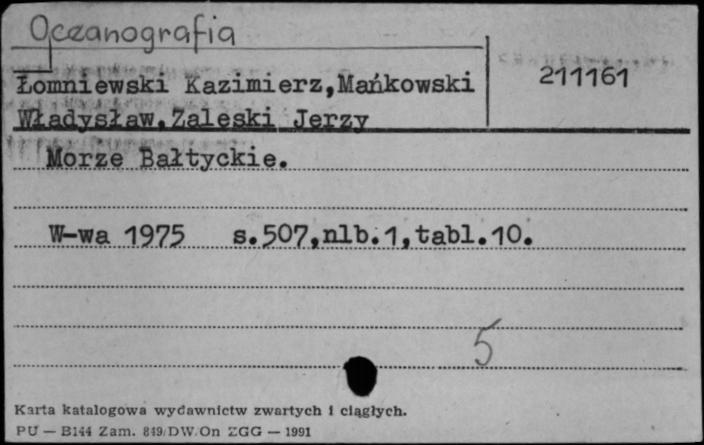 Oceanografia
Łomniewski Kazimierz,Mańkowski
211161
Władysław,Zaleski Jerzy
Morze Bałtyckie.
W-wa 1975 s.507,nlb.1,tabl.10.
5
Karta katalogowa wydawnictw zwartych i ciągłych.
PU — B144 Zam. 849/DW/On ZGG — 1991